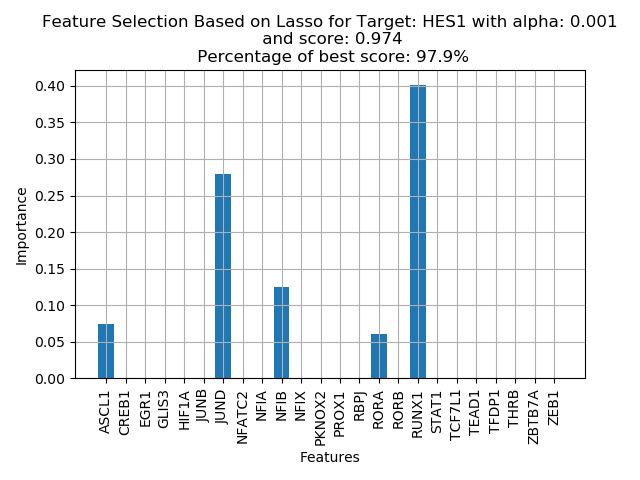 Feature Selection Based on Lasso for Target: HES1 with alpha: 0.001
and score: 0.974
Percentage of best score: 97.9%
0.40
0.35
0.30
0.25
0.20
0.15
0.10
0.05
0.00
Importance
ASCL1
CREB1
EGR1
GLIS3
HIF1A
JUNB
JUND
NFATC2
NFIA
NFIB
NFIX
PKNOX2
PROX1
RBPJ
RORA
RORB
RUNX1
STAT1
TCF7L1
TEAD1
TFDP1
THRB
ZBTB7A
ZEB1
Features